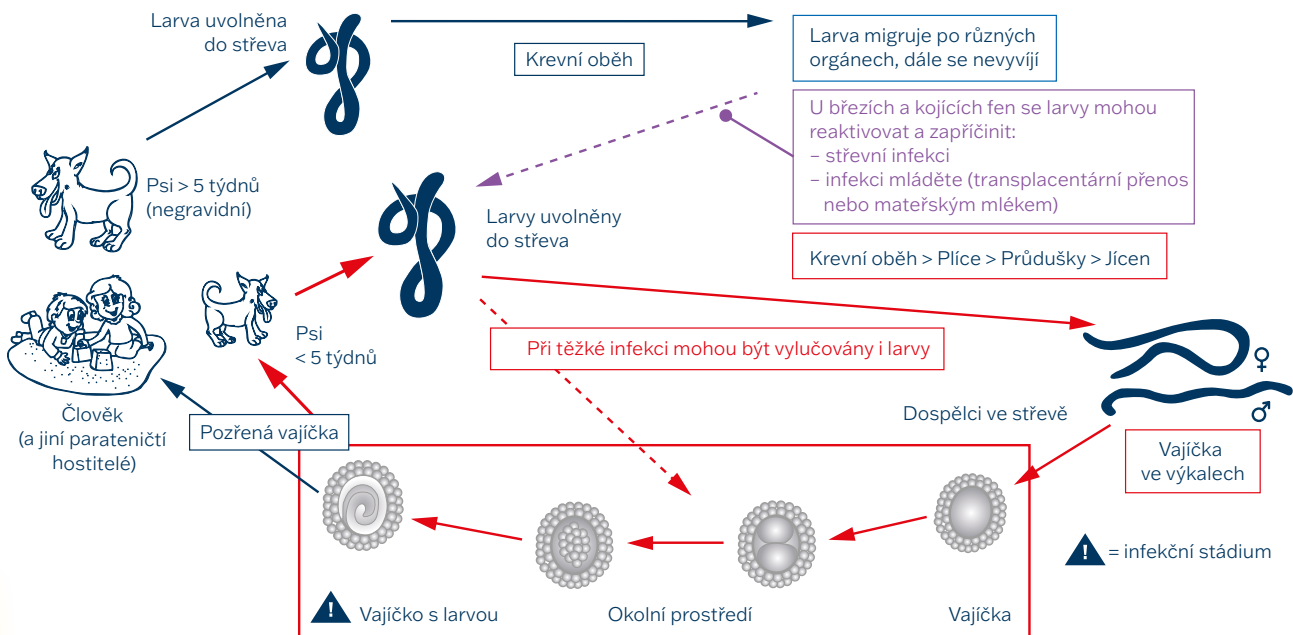 Larva uvolněna
do střeva
Krevní oběh
Larva migruje po různých
orgánech, dále se nevyvíjí
U březích a kojících fen se larvy mohou
reaktivovat a zapříčinit:
– střevní infekci
– infekci mláděte (transplacentární přenos
nebo mateřským mlékem)
Psi > 5 týdnů
(negravidní)
Larvy uvolněny
do střeva
Krevní oběh > Plíce > Průdušky > Jícen
Psi
< 5 týdnů
Při těžké infekci mohou být vylučovány i larvy
♀
♂
Člověk
(a jiní parateničtí
hostitelé)
Pozřená vajíčka
Dospělci ve střevě
Vajíčka
ve výkalech
! = infekční stádium
! Vajíčko s larvou
Okolní prostředí
Vajíčka